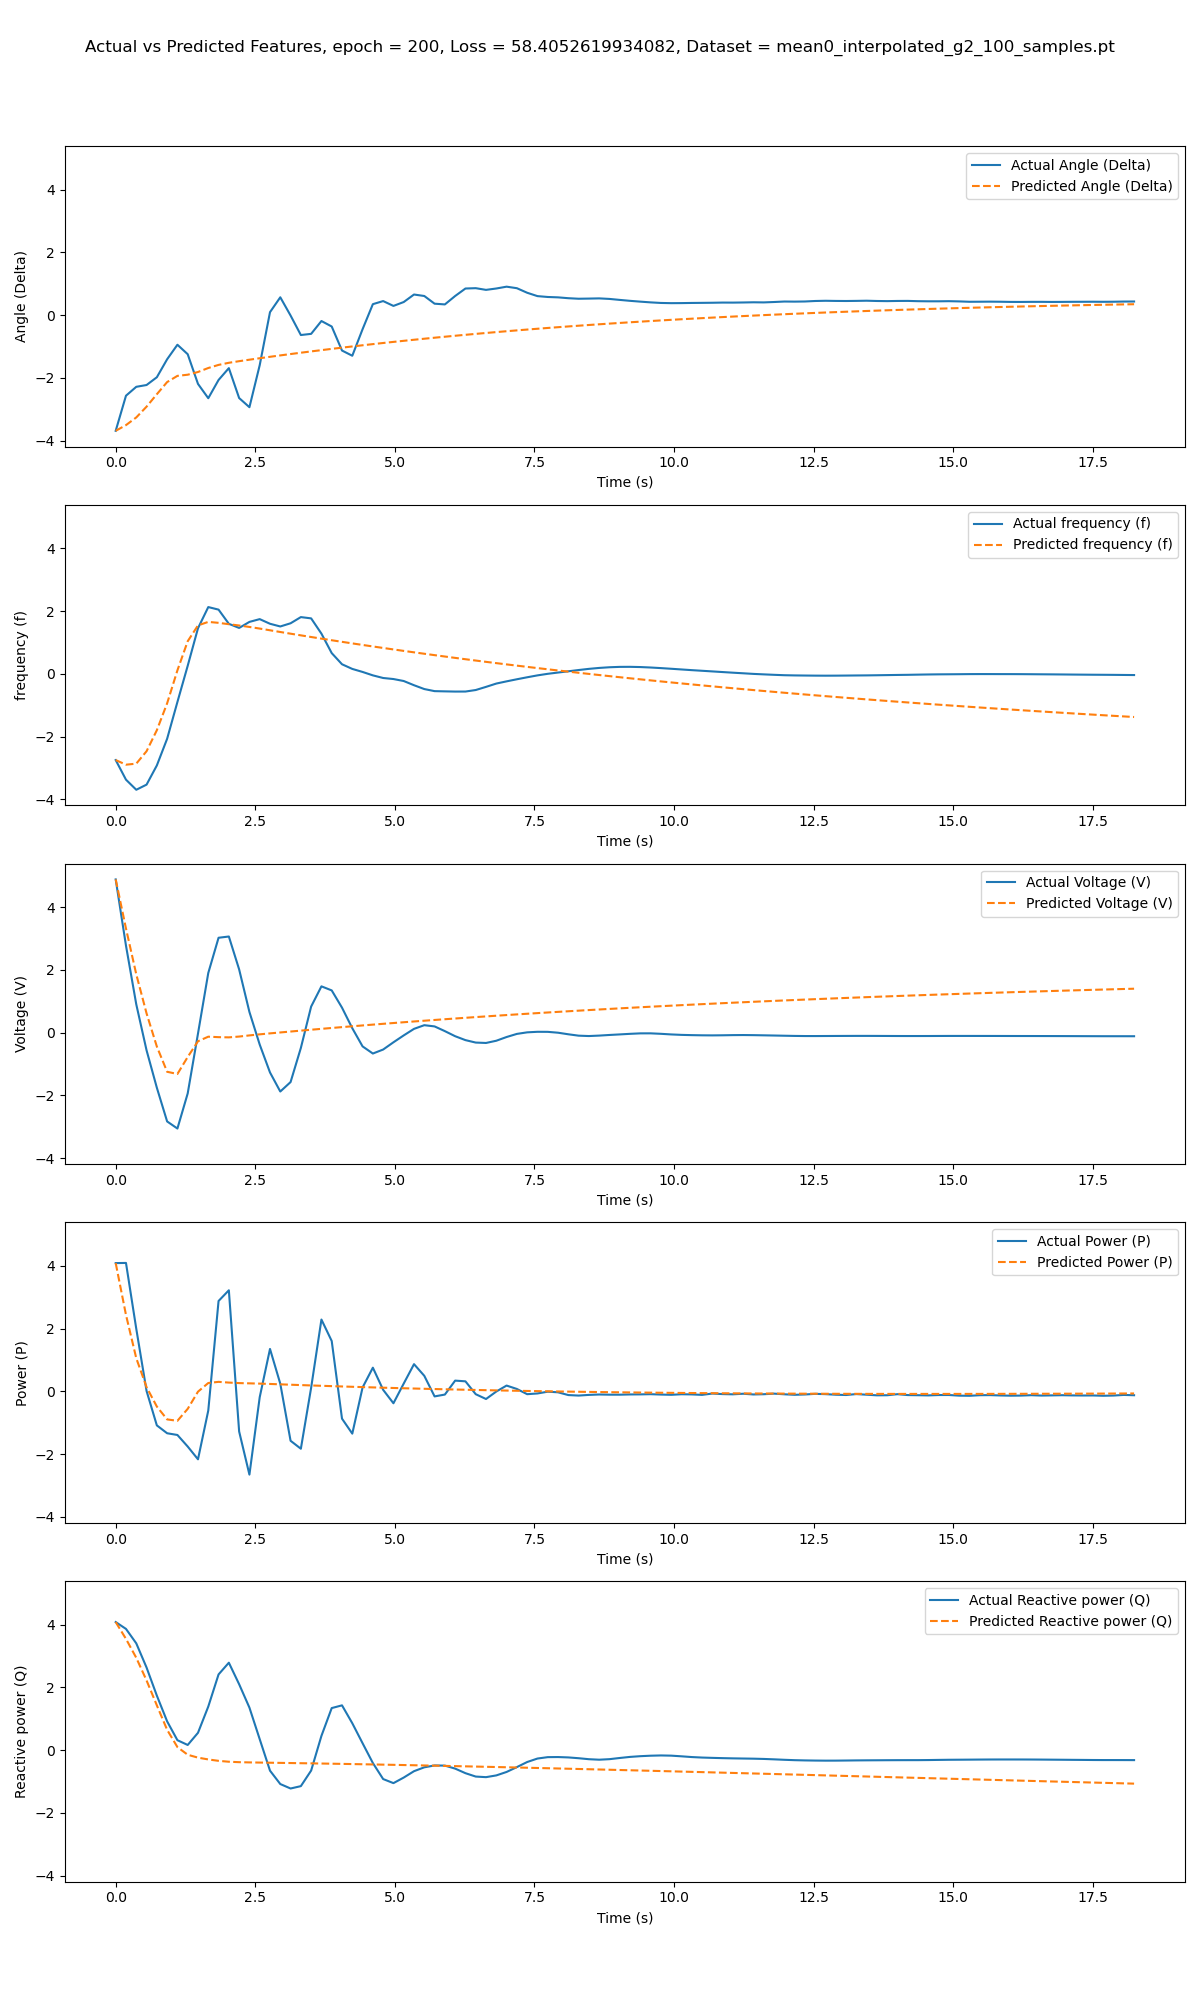 Actual vs Predicted Features, epoch = 200, Loss = 58.4052619934082, Dataset = mean0_interpolated_g2_100_samples.pt
Angle (Delta)
4
2
0
−2
−4
Actual Angle (Delta)
Predicted Angle (Delta)
0.0 2.5 5.0 7.5 10.0 12.5 15.0 17.5
Time (s)
frequency (f)
4
2
0
−2
−4
Actual frequency (f)
Predicted frequency (f)
0.0 2.5 5.0 7.5 10.0 12.5 15.0 17.5
Time (s)
Voltage (V)
4
2
0
−2
−4
Actual Voltage (V)
Predicted Voltage (V)
0.0 2.5 5.0 7.5 10.0 12.5 15.0 17.5
Time (s)
Power (P)
4
2
0
−2
−4
Actual Power (P)
Predicted Power (P)
0.0 2.5 5.0 7.5 10.0 12.5 15.0 17.5
Time (s)
Reactive power (Q)
4
2
0
−2
−4
Actual Reactive power (Q)
Predicted Reactive power (Q)
0.0 2.5 5.0 7.5 10.0 12.5 15.0 17.5
Time (s)